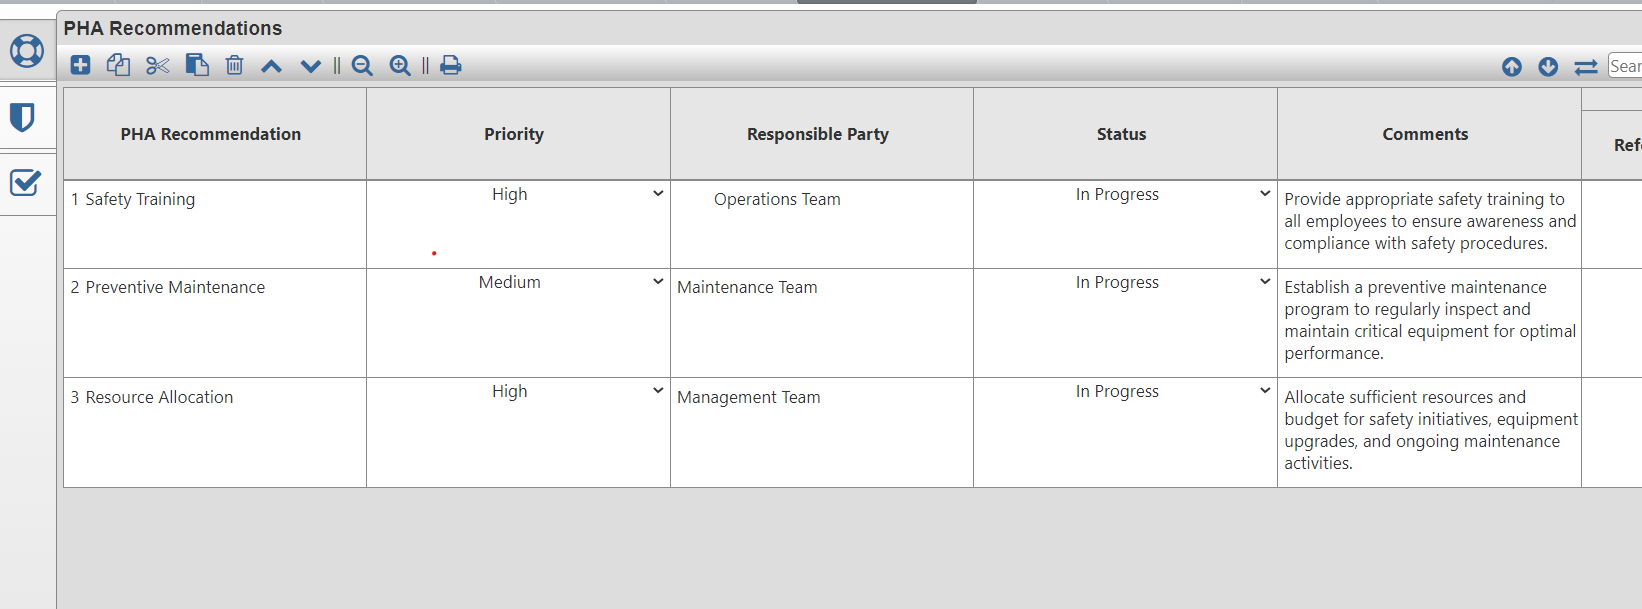 PHA Recommendations
Sear
PHA Recommendation Priority Responsible Party Status Comments
Refe
1 Safety Training High Operations Team In Progress Provide appropriate safety training to
all employees to ensure awareness and
compliance with safety procedures.
2 Preventive Maintenance Medium Maintenance Team In Progress Establish a preventive maintenance
program to regularly inspect and
maintain critical equipment for optimal
performance.
3 Resource Allocation High Management Team In Progress Allocate sufficient resources and
budget for safety initiatives, equipment
upgrades, and ongoing maintenance
activities.